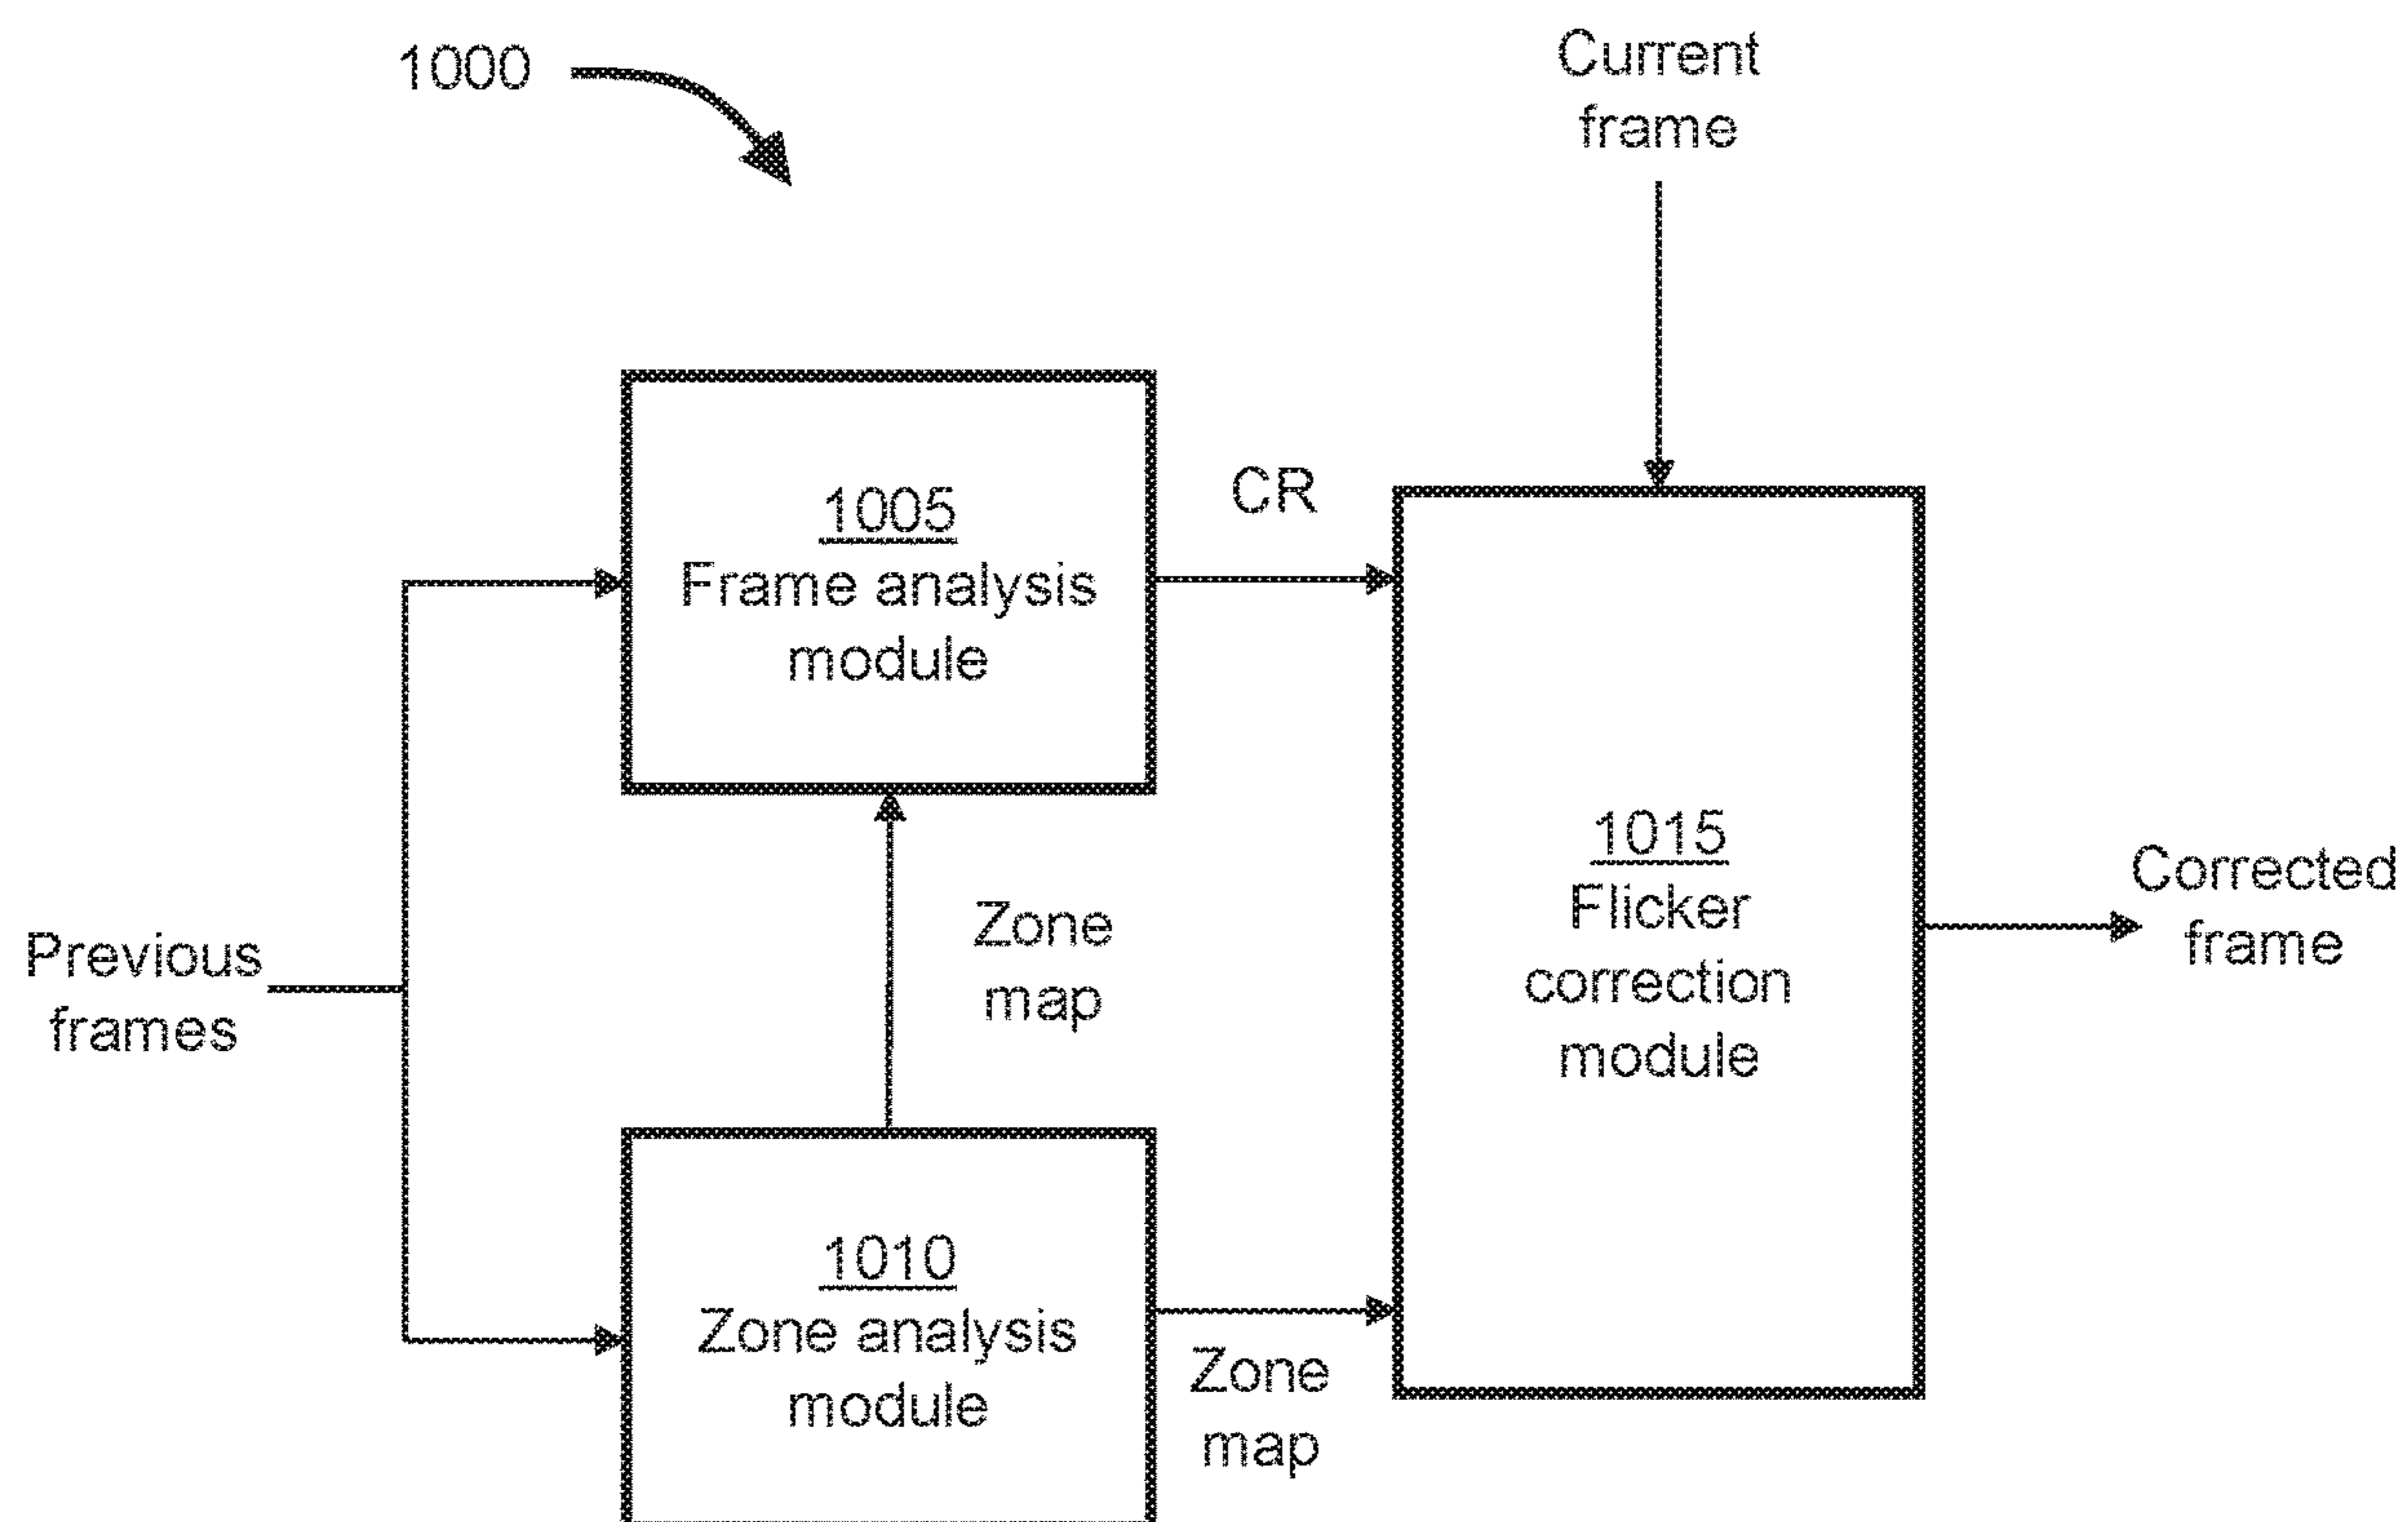 1000
Current
frame
1005
Frame analysis
module
CR
Previous
frames
Zone
map
1015
Flicker
correction
module
Corrected
frame
1010
Zone analysis
module
Zone
map